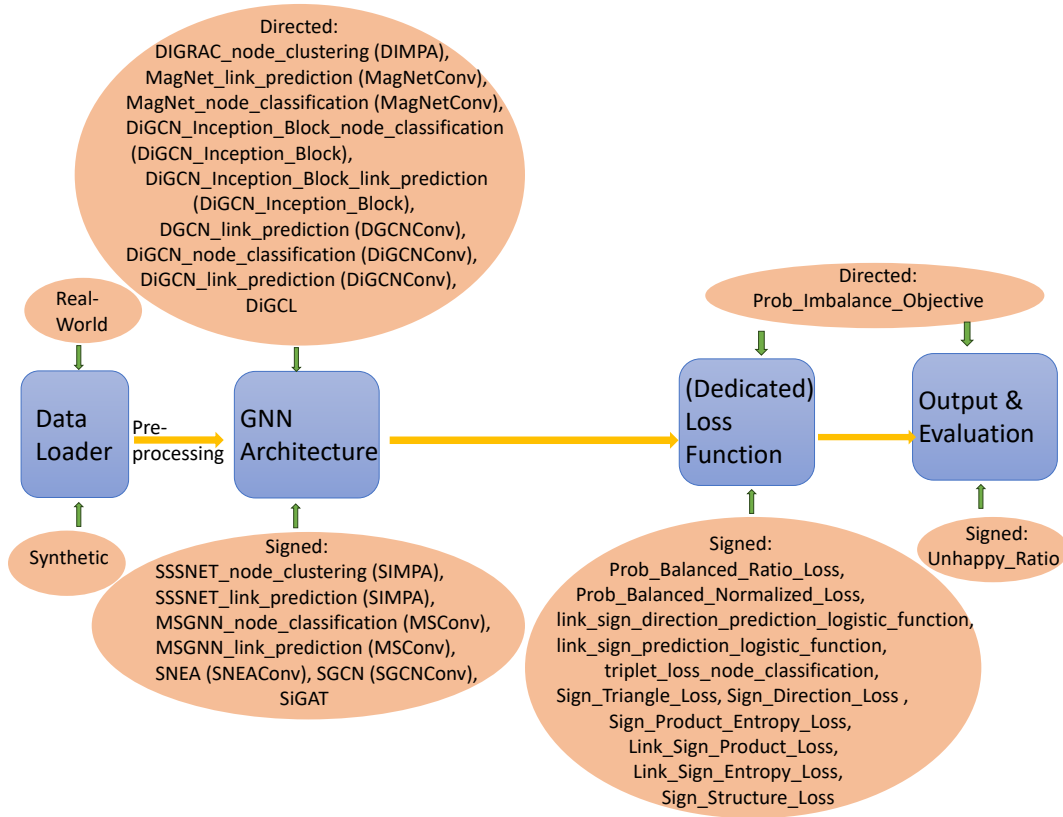 Directed:
DIGRAC_node_clustering (DIMPA),
MagNet_link_prediction (MagNetConv),
MagNet_node_classification (MagNetConv),
DiGCN_Inception_Block_node_classification
(DiGCN_Inception_Block),
DiGCN_Inception_Block_link_prediction
(DiGCN_Inception_Block),
DGCN_link_prediction (DGCNConv),
DiGCN_node_classification (DiGCNConv),
DiGCN_link_prediction (DiGCNConv),
DiGCL
Real-
World
Directed:
Prob_Imbalance_Objective
Data
Loader
Pre-
processing
GNN
Architecture
(Dedicated)
Loss
Function
Output &
Evaluation
Synthetic
Signed:
SSSNET_node_clustering (SIMPA),
SSSNET_link_prediction (SIMPA),
MSGNN_node_classification (MSConv),
MSGNN_link_prediction (MSConv),
SNEA (SNEAConv), SGCN (SGCNConv),
SiGAT
Signed:
Prob_Balanced_Ratio_Loss,
Prob_Balanced_Normalized_Loss,
link_sign_direction_prediction_logistic_function,
link_sign_prediction_logistic_function,
triplet_loss_node_classification,
Sign_Triangle_Loss, Sign_Direction_Loss ,
Sign_Product_Entropy_Loss,
Link_Sign_Product_Loss,
Link_Sign_Entropy_Loss,
Sign_Structure_Loss
Signed:
Unhappy_Ratio